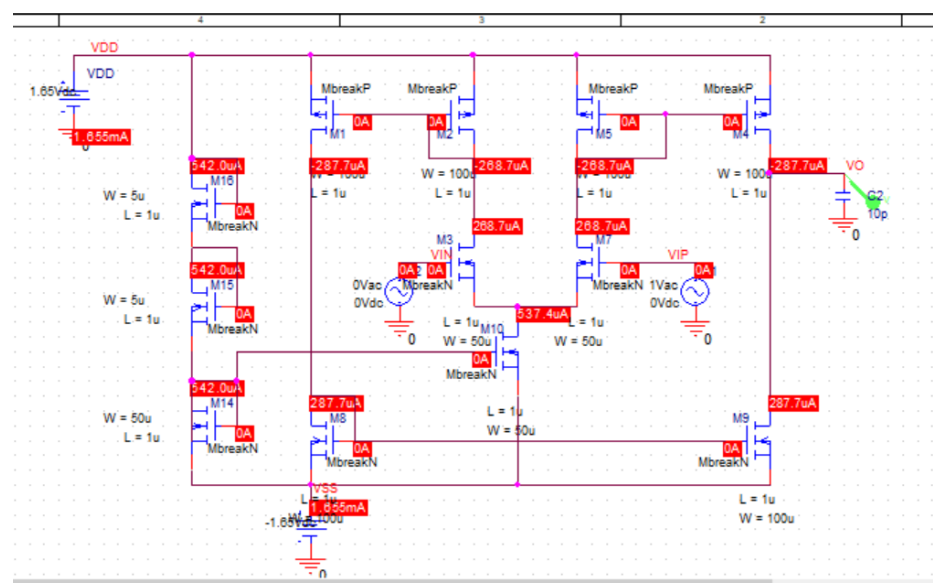 4 3 2
VDD
VDD
1.65Vdc
-1.655mA
0
MbreakP MbreakP MbreakP MbreakP
0A 0A 0A 0A
M1 M2 M5 M4
542.0uA -287.7uA -268.7uA -268.7uA -287.7uA VO
M16 W = 100u W = 100u W = 100u W = 100u
W = 5u L = 1u L = 1u L = 1u L = 1u C2
L = 1u 0A 10p
MbreakN 268.7uA 268.7uA 0
M3 M7
VIN VIP
542.0uA 0A 0A 0A 0A
M15 0Vac MbreakN MbreakN 1Vac
W = 5u 0Vdc 0Vdc
L = 1u 0A 537.4uA
MbreakN L = 1u M10 L = 1u
0 W = 50u W = 50u 0
0A
MbreakN
542.0uA 287.7uA 287.7uA
M14 M8 L = 1u M9
W = 50u W = 50u
L = 1u 0A 0A 0A
MbreakN MbreakN MbreakN
VSS
L = 1u L = 1u
1.655mA
W = 100u W = 100u
-1.65Vdc
0